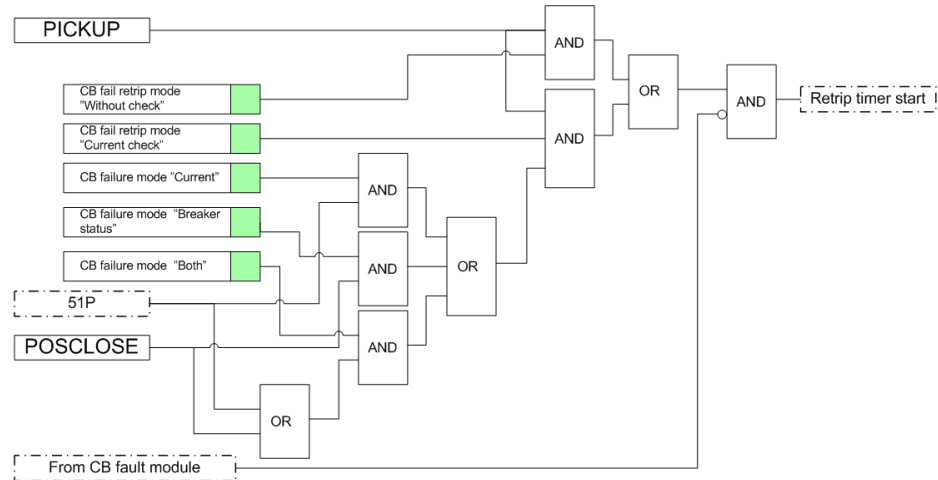 PICKUP
AND
CB fail retrip mode
"Without check"
OR
AND
Retrip timer start
CB fail retrip mode
"Current check"
AND
CB failure mode "Current"
AND
CB failure mode "Breaker
status"
AND
OR
CB failure mode "Both"
51P
POSCLOSE
AND
OR
From CB fault module